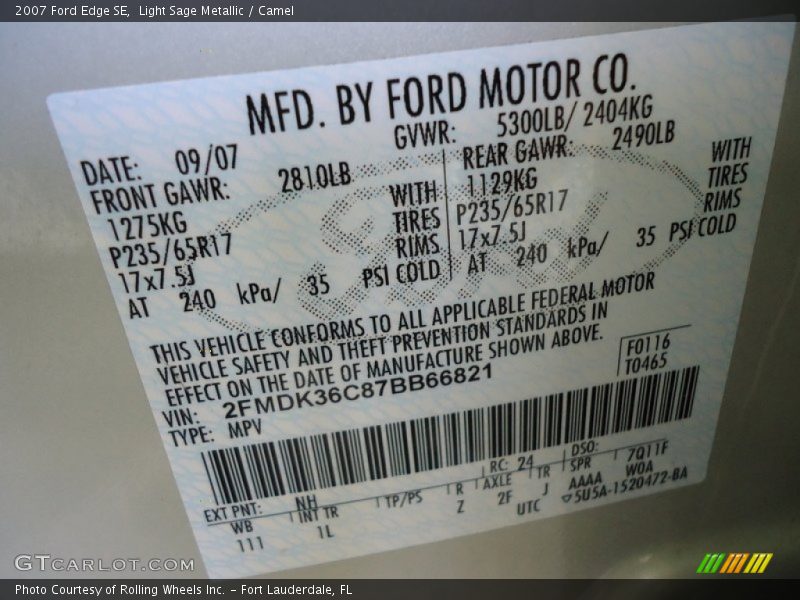 2007 Ford Edge SE,  Light Sage Metallic / Camel
MFD. BY FORD MOTOR CO.
DATE: 09/07 GVWR: 5300LB/ 2404KG
FRONT GAWR: 2810LB REAR GAWR: 2490LB
1275KG WITH 1129KG WITH
P235/65R17 TIRES P235/65R17 TIRES
17x7.5J RIMS 17x7.5J RIMS
AT 240 kPa/ 35 PSI COLD AT 240 kPa/ 35 PSI COLD
THIS VEHICLE CONFORMS TO ALL APPLICABLE FEDERAL MOTOR
VEHICLE SAFETY AND THEFT PREVENTION STANDARDS IN
EFFECT ON THE DATE OF MANUFACTURE SHOWN ABOVE.
VIN: 2FMDK36C87BB66821 F0116
TYPE: MPV T0465
EXT PNT: NH RC: 24 DSO:
WB INT TR TP/PS R AXLE TR SPR 7Q11F
111 1L Z 2F J AAAA W0A
UTC ▽5U5A-1520472-BA
GTCARLOT.COM
Photo Courtesy of Rolling Wheels Inc. – Fort Lauderdale, FL